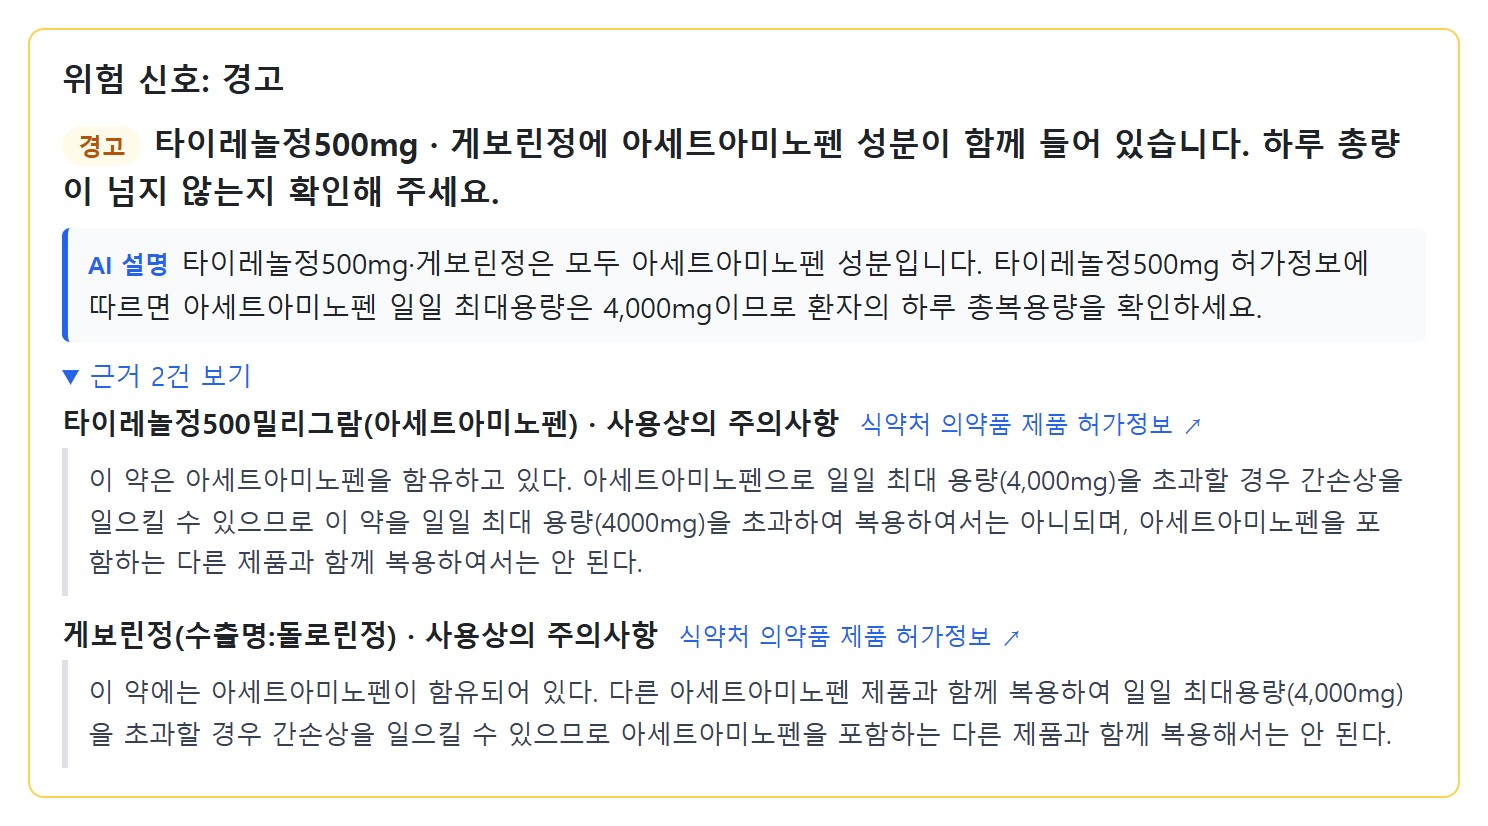 위험 신호: 경고
경고 타이레놀정500mg · 게보린정에 아세트아미노펜 성분이 함께 들어 있습니다. 하루 총량
이 넘지 않는지 확인해 주세요.
AI 설명 타이레놀정500mg·게보린정은 모두 아세트아미노펜 성분입니다. 타이레놀정500mg 허가정보에
따르면 아세트아미노펜 일일 최대용량은 4,000mg이므로 환자의 하루 총복용량을 확인하세요.
▼ 근거 2건 보기
타이레놀정500밀리그람(아세트아미노펜) · 사용상의 주의사항 식약처 의약품 제품 허가정보 ↗
이 약은 아세트아미노펜을 함유하고 있다. 아세트아미노펜으로 일일 최대 용량(4,000mg)을 초과할 경우 간손상을
일으킬 수 있으므로 이 약을 일일 최대 용량(4000mg)을 초과하여 복용하여서는 아니되며, 아세트아미노펜을 포
함하는 다른 제품과 함께 복용하여서는 안 된다.
게보린정(수출명:돌로린정) · 사용상의 주의사항 식약처 의약품 제품 허가정보 ↗
이 약에는 아세트아미노펜이 함유되어 있다. 다른 아세트아미노펜 제품과 함께 복용하여 일일 최대용량(4,000mg)
을 초과할 경우 간손상을 일으킬 수 있으므로 아세트아미노펜을 포함하는 다른 제품과 함께 복용해서는 안 된다.